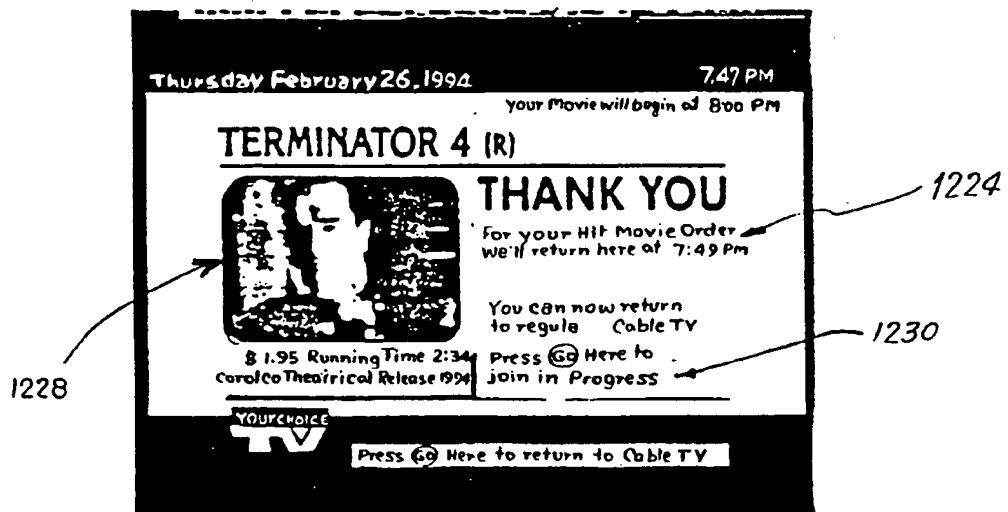 Thursday February 26, 1994 7,47 PM
your Movie will begin at 8:00 PM
TERMINATOR 4 (R)
THANK YOU
1224
For your Hit Movie Order
We'll return here at 7:49 PM
You can now return
to regula Cable TV
1228
$ 1.95 Running Time 2:34
Carolco Theatrical Release 1994
Press GO Here to
join in Progress
1230
YOUR CHOICE
TV
Press GO Here to return to Cable TV